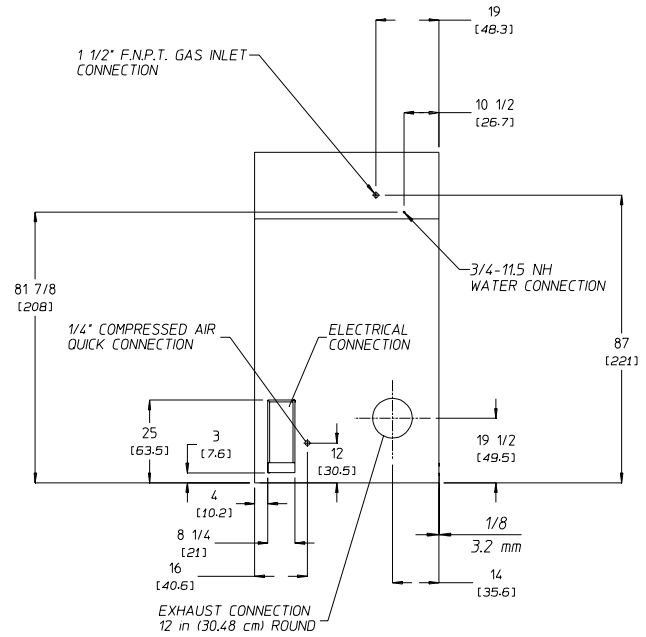 19
[48.3]
1 1/2" F.N.P.T. GAS INLET
CONNECTION
10 1/2
[26.7]
3/4-11.5 NH
WATER CONNECTION
81 7/8
[208]
1/4" COMPRESSED AIR
QUICK CONNECTION
ELECTRICAL
CONNECTION
87
[221]
25
[63.5]
3
[7.6]
12
[30.5]
19 1/2
[49.5]
4
[10.2]
8 1/4
[21]
1/8
3.2 mm
16
[40.6]
14
[35.6]
EXHAUST CONNECTION
12 in (30.48 cm) ROUND